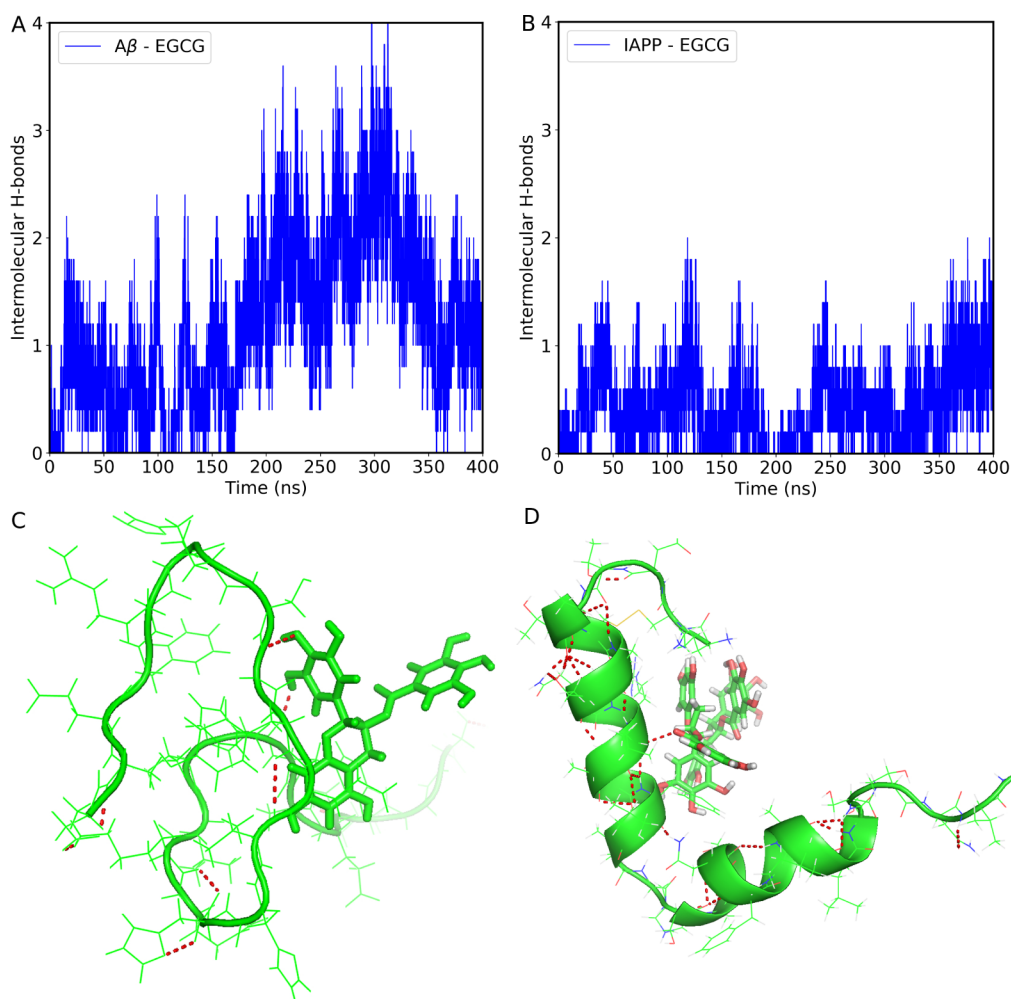 A
Aβ - EGCG
Intermolecular H-bonds
4
3
2
1
0
0 50 100 150 200 250 300 350 400
Time (ns)
B
IAPP - EGCG
Intermolecular H-bonds
4
3
2
1
0
0 50 100 150 200 250 300 350 400
Time (ns)
C
D